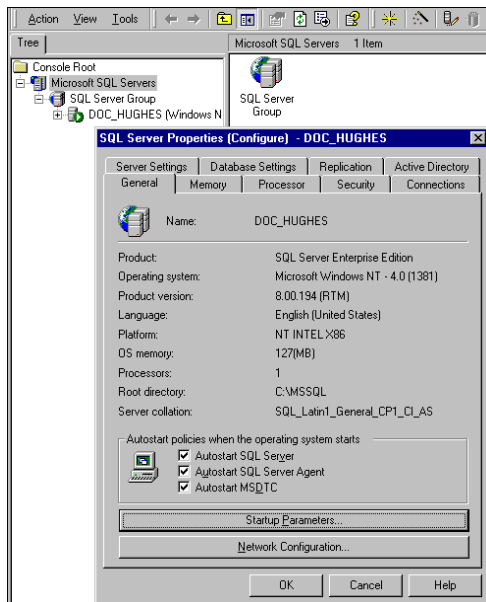 Action View Tools
Tree
Microsoft SQL Servers 1 Item
Console Root
Microsoft SQL Servers
SQL Server Group
DOC_HUGHES (Windows N
SQL Server
Group
SQL Server Properties (Configure) - DOC_HUGHES
Server Settings Database Settings Replication Active Directory
General Memory Processor Security Connections
Name: DOC_HUGHES
Product: SQL Server Enterprise Edition
Operating system: Microsoft Windows NT - 4.0 (1381)
Product version: 8.00.194 (RTM)
Language: English (United States)
Platform: NT INTEL X86
OS memory: 127(MB)
Processors: 1
Root directory: C:\MSSQL
Server collation: SQL_Latin1_General_CP1_CI_AS
Autostart policies when the operating system starts
Autostart SQL Server
Autostart SQL Server Agent
Autostart MSDTC
Startup Parameters...
Network Configuration...
OK Cancel Help